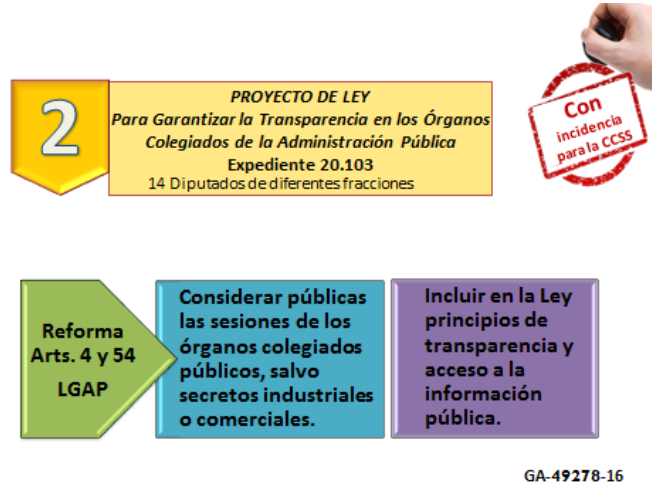 2
PROYECTO DE LEY
Para Garantizar la Transparencia en los Órganos
Colegiados de la Administración Pública
Expediente 20.103
14 Diputados de diferentes fracciones
Con
incidencia
para la CCSS
Reforma
Arts. 4 y 54
LGAP
Considerar públicas
las sesiones de los
órganos colegiados
públicos, salvo
secretos industriales
o comerciales.
Incluir en la Ley
principios de
transparencia y
acceso a la
información
pública.
GA-49278-16